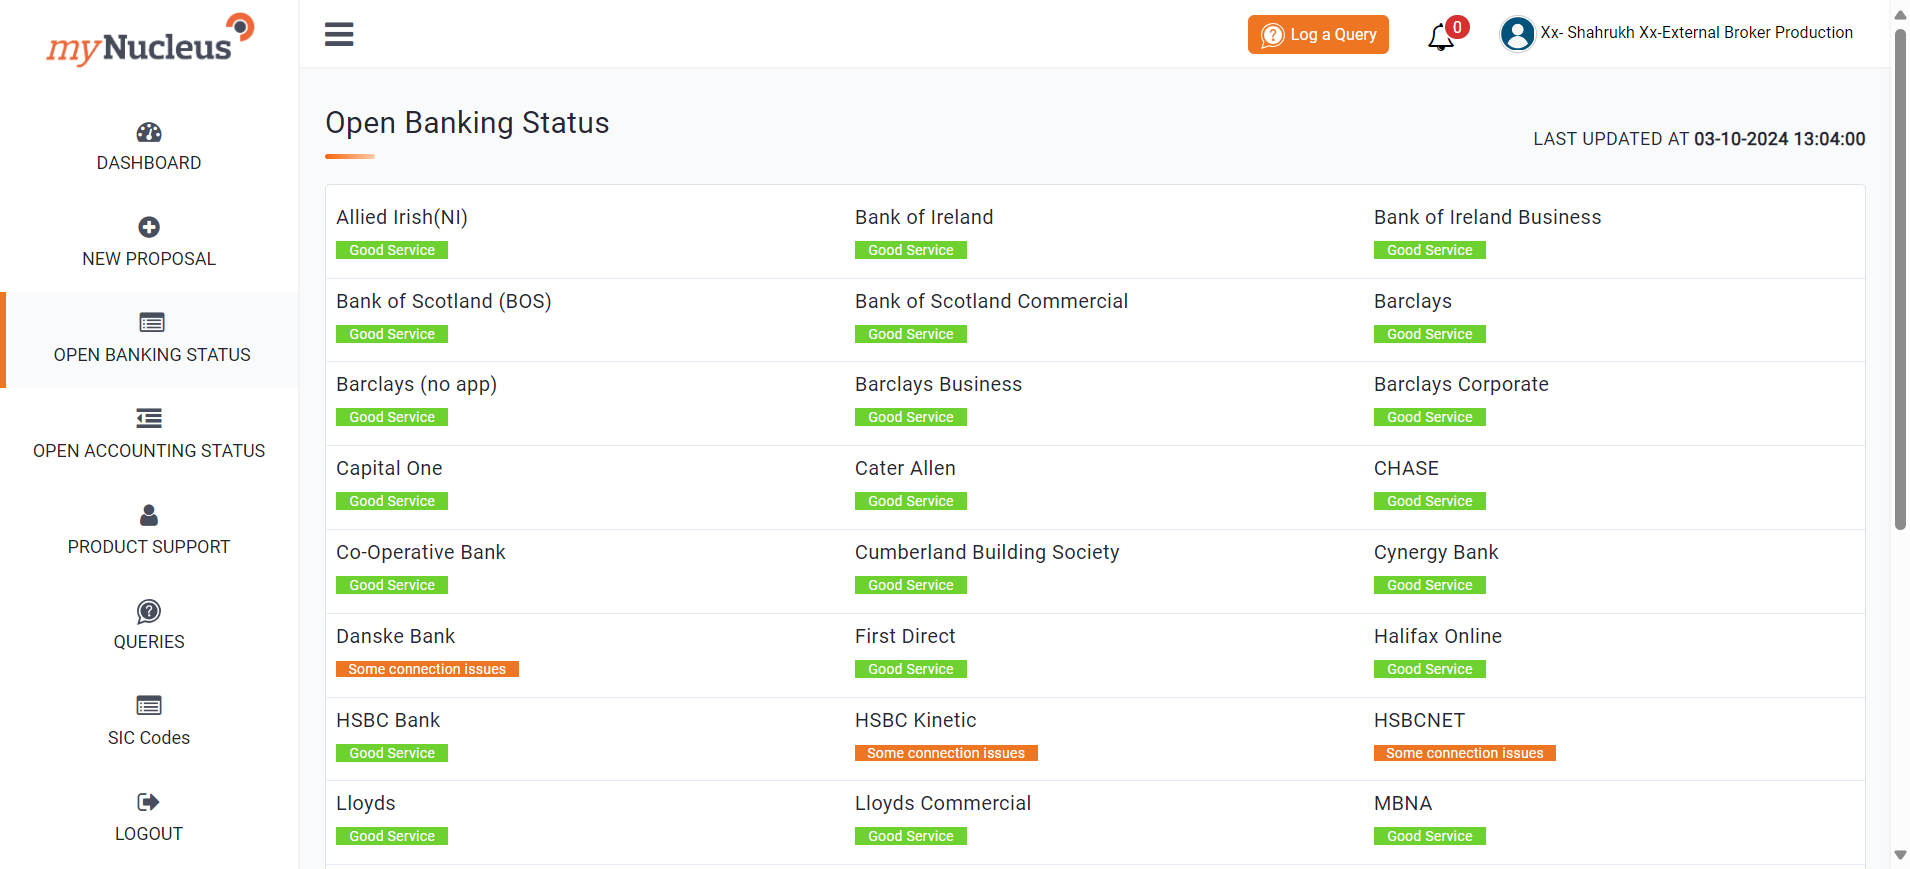 myNucleus
Log a Query
0
Xx- Shahrukh Xx-External Broker Production
DASHBOARD
NEW PROPOSAL
OPEN BANKING STATUS
OPEN ACCOUNTING STATUS
PRODUCT SUPPORT
QUERIES
SIC Codes
LOGOUT
Open Banking Status
LAST UPDATED AT 03-10-2024 13:04:00
Allied Irish(NI)
Good Service
Bank of Ireland
Good Service
Bank of Ireland Business
Good Service
Bank of Scotland (BOS)
Good Service
Bank of Scotland Commercial
Good Service
Barclays
Good Service
Barclays (no app)
Good Service
Barclays Business
Good Service
Barclays Corporate
Good Service
Capital One
Good Service
Cater Allen
Good Service
CHASE
Good Service
Co-Operative Bank
Good Service
Cumberland Building Society
Good Service
Cynergy Bank
Good Service
Danske Bank
Some connection issues
First Direct
Good Service
Halifax Online
Good Service
HSBC Bank
Good Service
HSBC Kinetic
Some connection issues
HSBCNET
Some connection issues
Lloyds
Good Service
Lloyds Commercial
Good Service
MBNA
Good Service